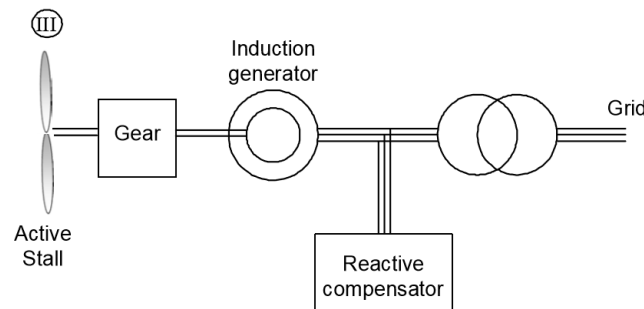 III
Induction
generator
Gear
Grid
Active
Stall
Reactive
compensator